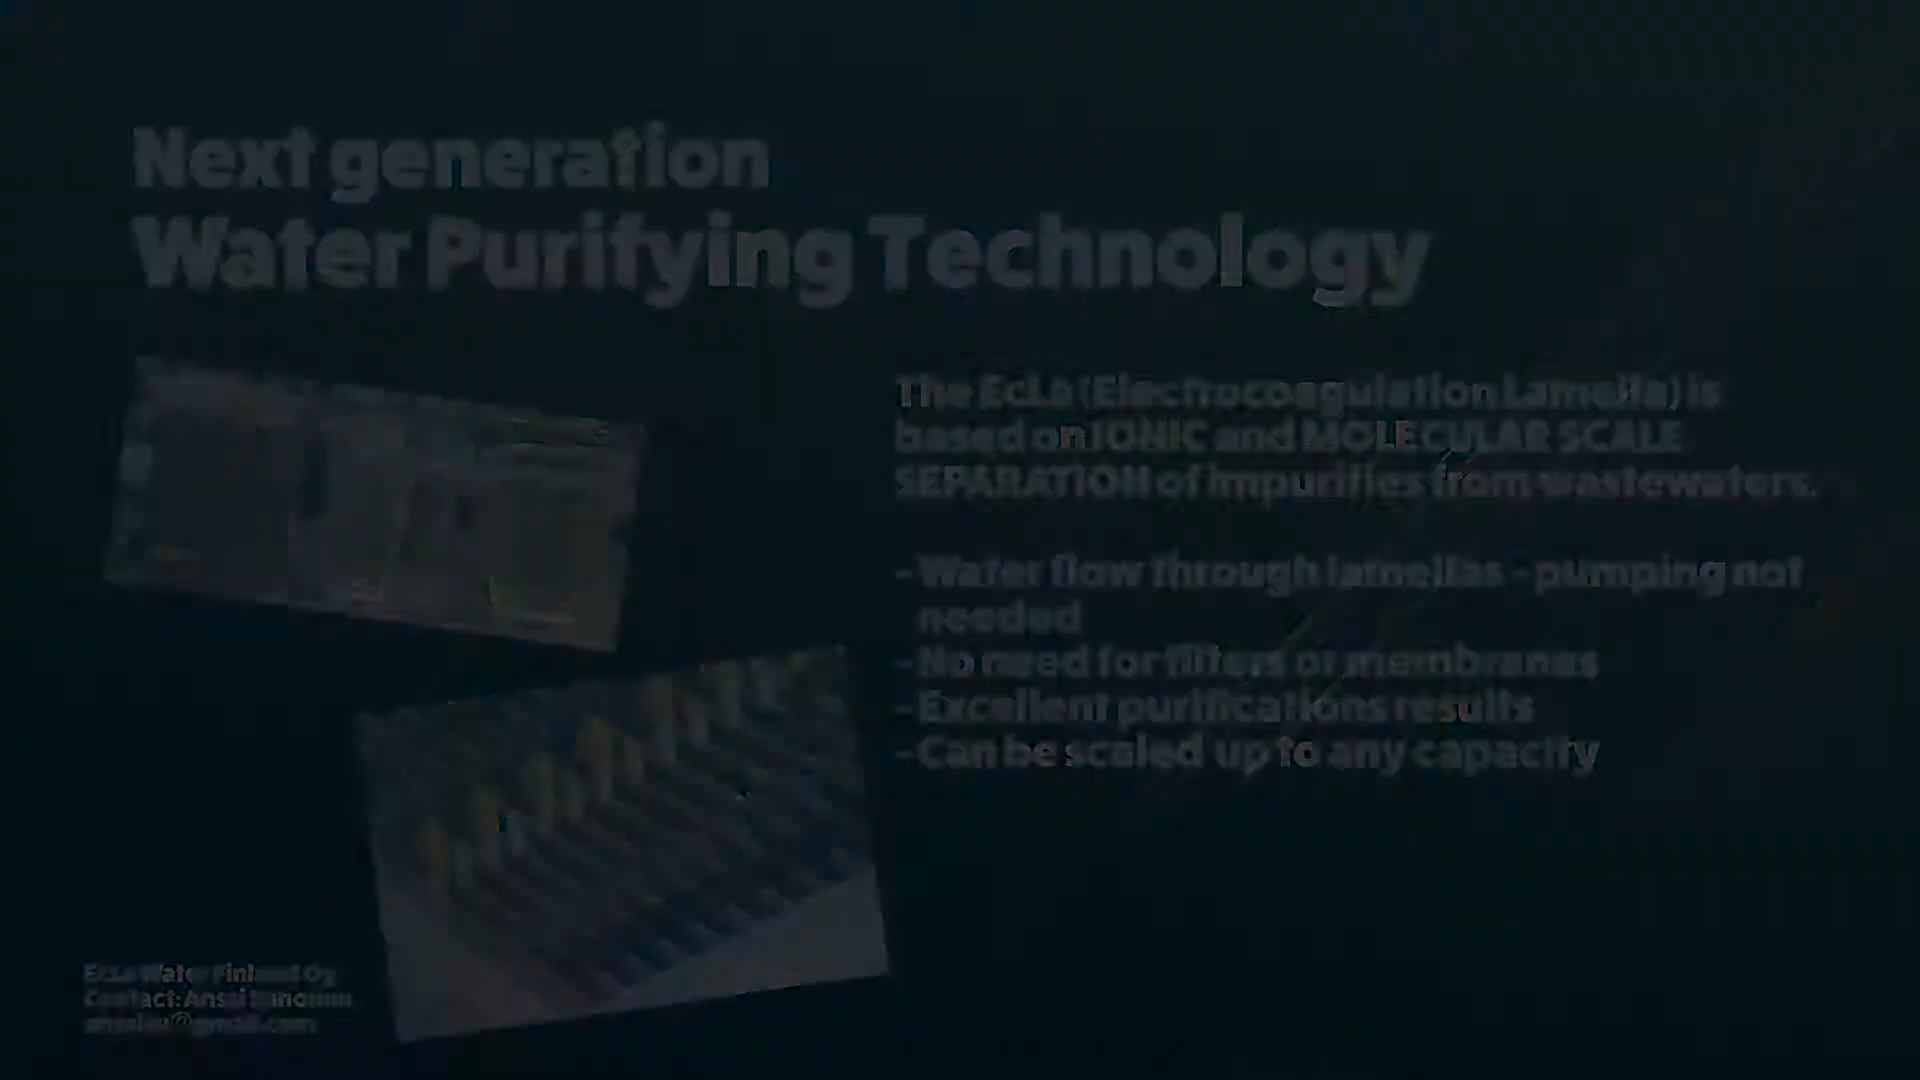 Next generation
Water Purifying Technology
The EcLa (Electrocoagulation Lamella) is
based on IONIC and MOLECULAR SCALE
SEPARATION of impurities from wastewaters.
- Water flow through lamellas - pumping not
needed
- No need for filters or membranes
- Excellent purifications results
- Can be scaled up to any capacity
EcLa Water Finland Oy
Contact: Anssi